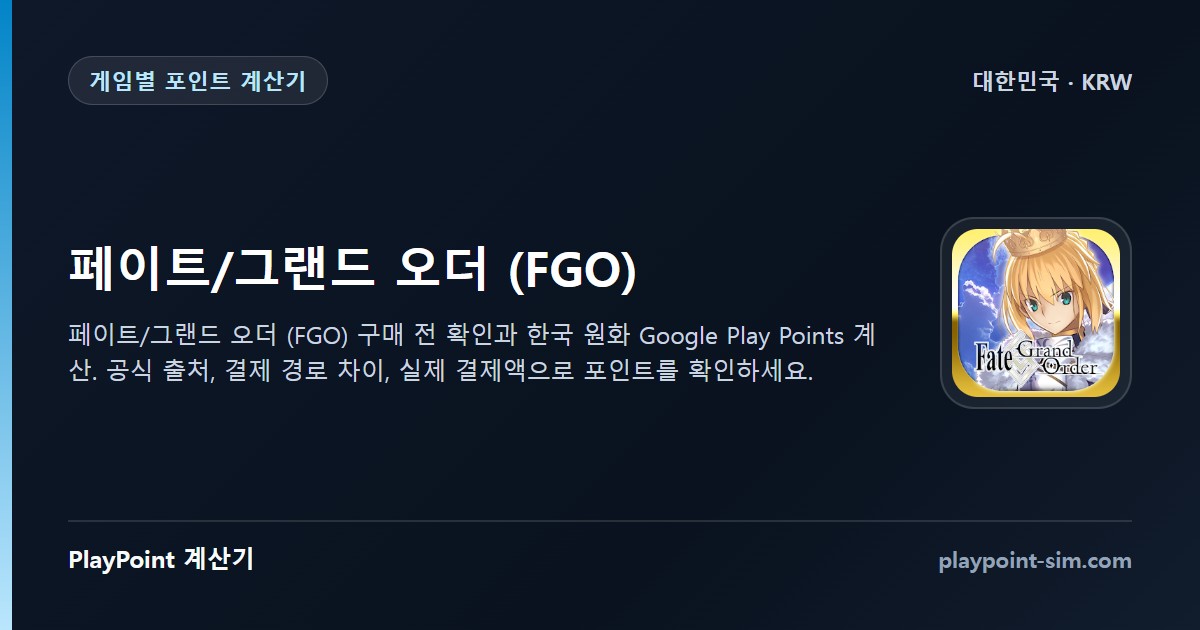 게임별 포인트 계산기
대한민국 · KRW
페이트/그랜드 오더 (FGO)
페이트/그랜드 오더 (FGO) 구매 전 확인과 한국 원화 Google Play Points 계
산. 공식 출처, 결제 경로 차이, 실제 결제액으로 포인트를 확인하세요.
Fate Grand
Order
PlayPoint 계산기
playpoint-sim.com